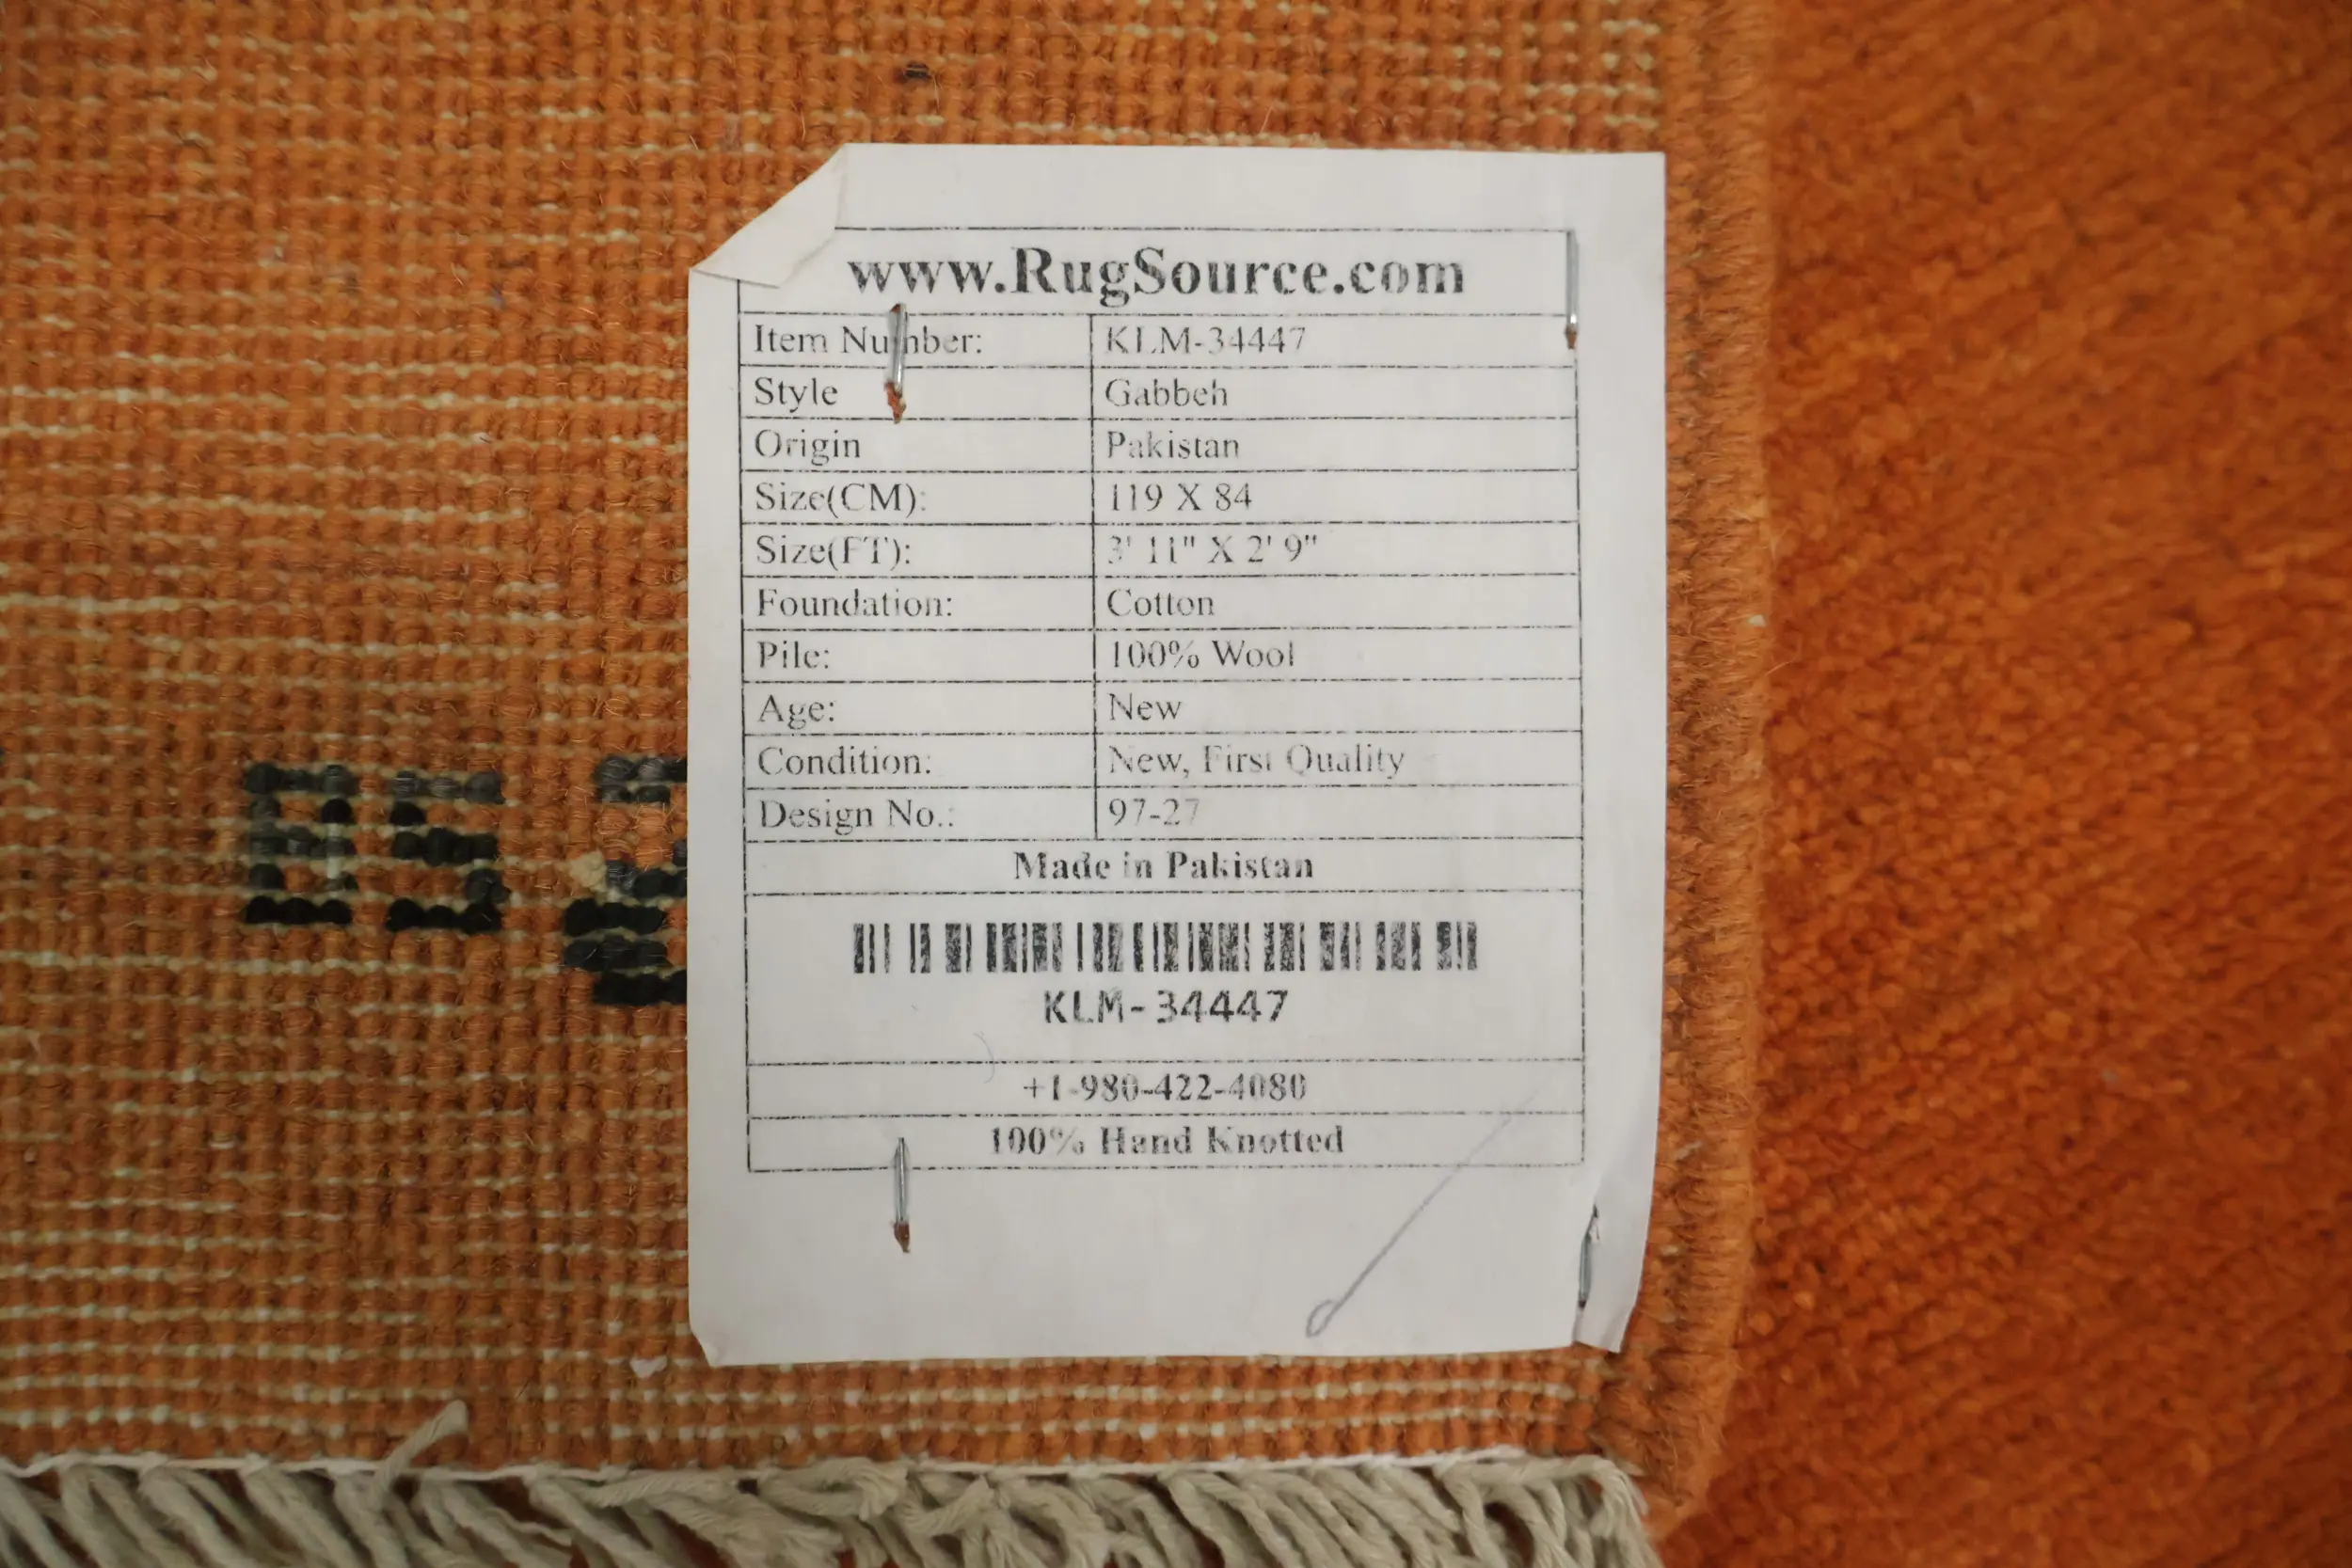 www.RugSource.com
Item Number: KLM-34447
Style Gabbeh
Origin Pakistan
Size(CM): 119 X 84
Size(FT): 3' 11" X 2' 9"
Foundation: Cotton
Pile: 100% Wool
Age: New
Condition: New, First Quality
Design No.: 97-27
Made in Pakistan
KLM-34447
+1-980-422-4080
100% Hand Knotted